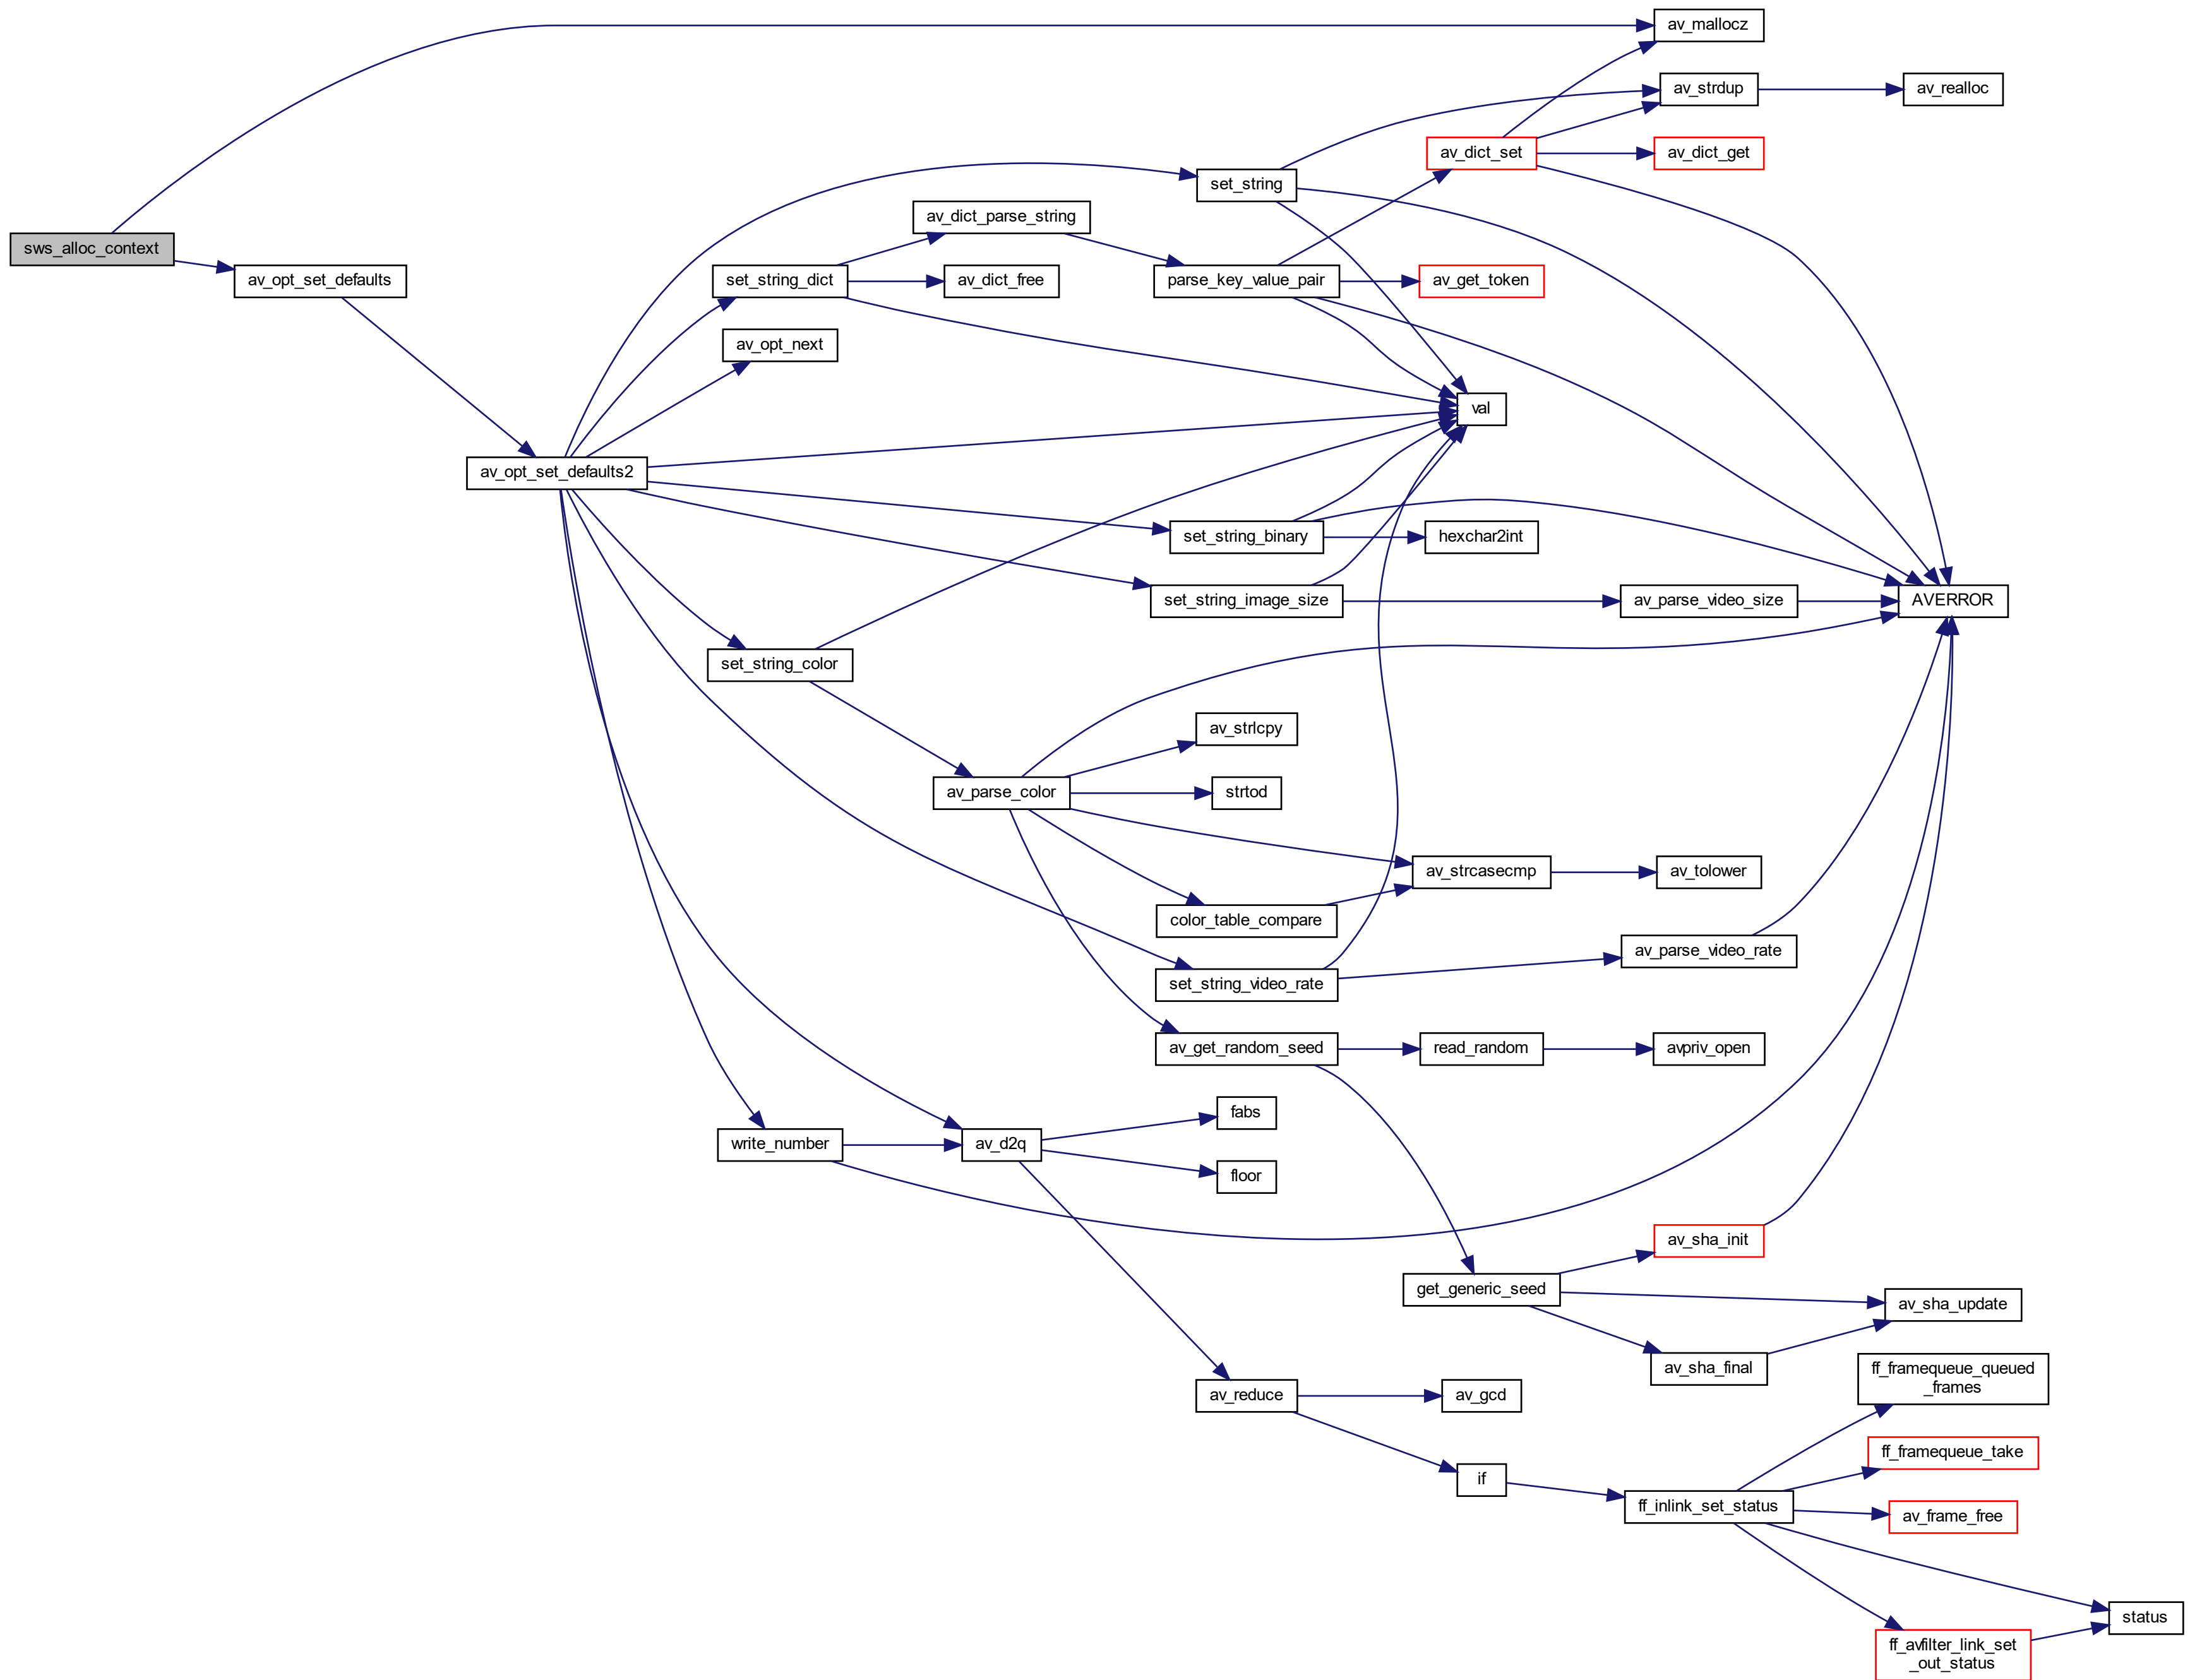 av_mallocz
av_strdup
av_realloc
av_dict_set
av_dict_get
set_string
av_dict_parse_string
sws_alloc_context
av_opt_set_defaults
set_string_dict
av_dict_free
parse_key_value_pair
av_get_token
av_opt_next
val
av_opt_set_defaults2
set_string_binary
hexchar2int
set_string_image_size
av_parse_video_size
AVERROR
set_string_color
av_strlcpy
av_parse_color
strtod
av_strcasecmp
av_tolower
color_table_compare
av_parse_video_rate
set_string_video_rate
av_get_random_seed
read_random
avpriv_open
fabs
write_number
av_d2q
floor
av_sha_init
get_generic_seed
av_sha_update
av_sha_final
ff_framequeue_queued
_frames
av_reduce
av_gcd
ff_framequeue_take
if
ff_inlink_set_status
av_frame_free
status
ff_avfilter_link_set
_out_status